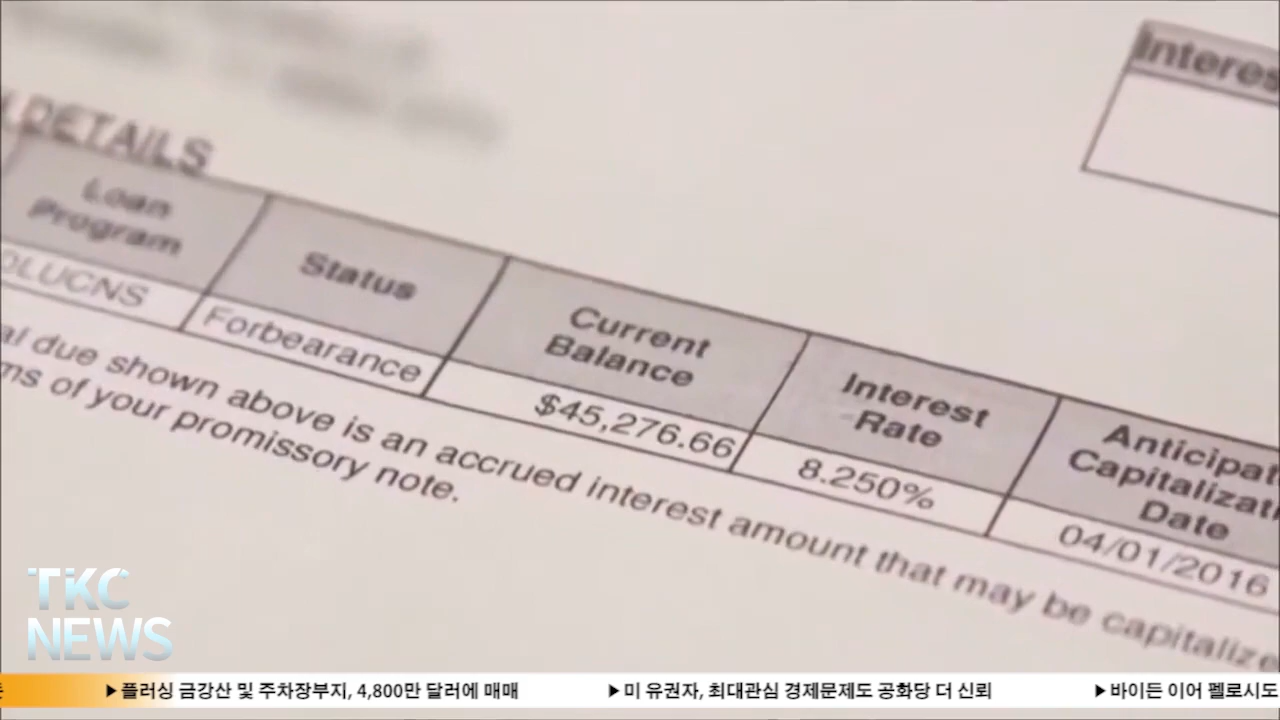 DETAILS
Interes
Loan
Program
Status
Current
Balance
Interest
Rate
Anticipat
Capitalizati
Date
OLUCNS
Forbearance
$45,276.66
8.250%
04/01/2016
al due shown above is an accrued interest amount that may be capitalize
ms of your promissory note.
TKC
NEWS
▶플러싱 금강산 및 주차장부지, 4,800만 달러에 매매 ▶미 유권자, 최대관심 경제문제도 공화당 더 신뢰 ▶바이든 이어 펠로시도